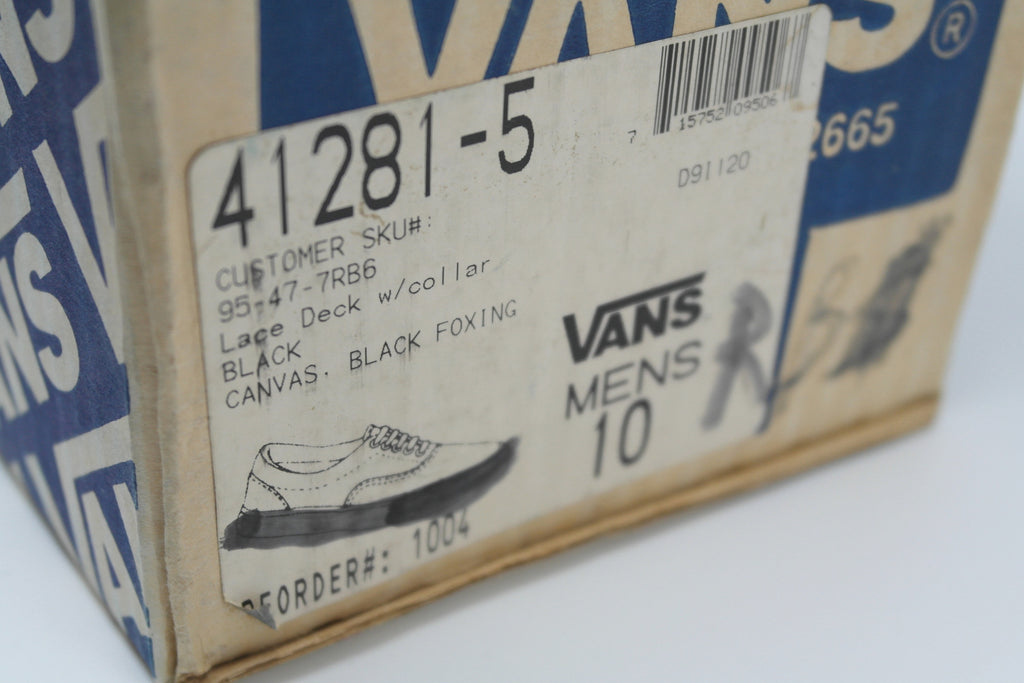 VANS®
2665
41281-5
7 15752 09506
D91120
CUSTOMER SKU#:
95-47-7RB6
Lace Deck w/collar
BLACK
CANVAS. BLACK FOXING
VANS
MENS
10
R
REORDER#: 1004